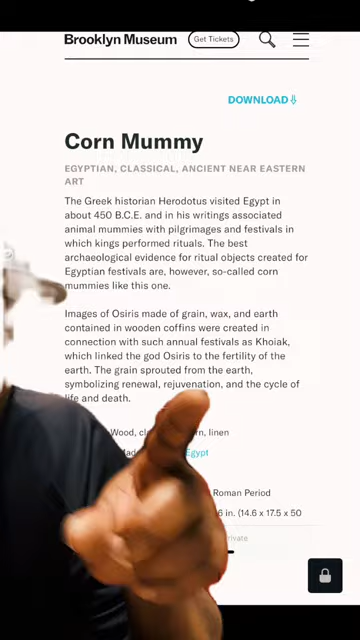 Brooklyn Museum
Get Tickets
DOWNLOAD
Corn Mummy
EGYPTIAN, CLASSICAL, ANCIENT NEAR EASTERN
ART
The Greek historian Herodotus visited Egypt in
about 450 B.C.E. and in his writings associated
animal mummies with pilgrimages and festivals in
which kings performed rituals. The best
archaeological evidence for ritual objects created for
Egyptian festivals are, however, so-called corn
mummies like this one.
Images of Osiris made of grain, wax, and earth
contained in wooden coffins were created in
connection with such annual festivals as Khoiak,
which linked the god Osiris to the fertility of the
earth. The grain sprouted from the earth,
symbolizing renewal, rejuvenation, and the cycle of
life and death.
Wood, corn, linen
Egypt
Roman Period
6 in. (14.6 x 17.5 x 50